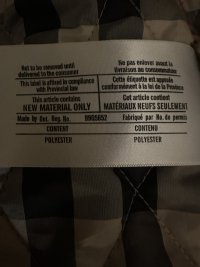 Not to be removed until
delivered to the consumer
Ne pas enlever avant la
livraison au consommateur
This label is affixed in compliance
with Provincial law
Cette étiquette est apposée
conformément à la loi de la Province
This article contains
NEW MATERIAL ONLY
Cet article contient
MATÉRIAUX NEUFS SEULEMENT
Made by Ont. Reg. No. 09G5652 Fabriqué par No. de permis
CONTENT CONTENU
POLYESTER POLYESTER